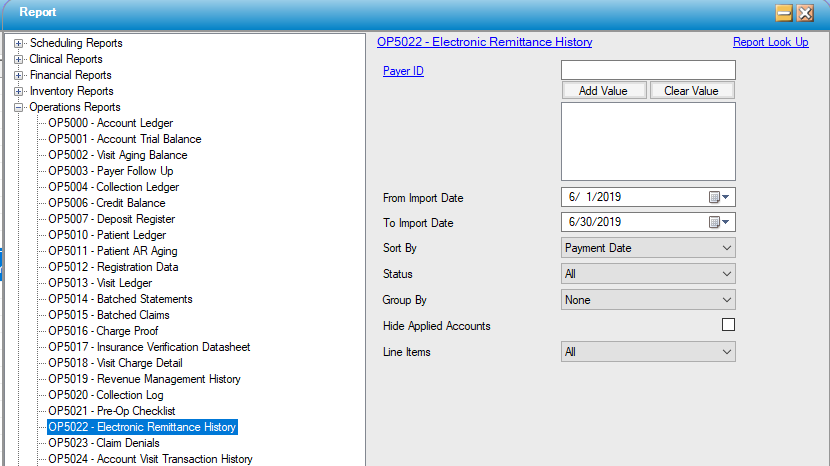 Report
Scheduling Reports
Clinical Reports
Financial Reports
Inventory Reports
Operations Reports
OP5000 - Account Ledger
OP5001 - Account Trial Balance
OP5002 - Visit Aging Balance
OP5003 - Payer Follow Up
OP5004 - Collection Ledger
OP5006 - Credit Balance
OP5007 - Deposit Register
OP5010 - Patient Ledger
OP5011 - Patient AR Aging
OP5012 - Registration Data
OP5013 - Visit Ledger
OP5014 - Batched Statements
OP5015 - Batched Claims
OP5016 - Charge Proof
OP5017 - Insurance Verification Datasheet
OP5018 - Visit Charge Detail
OP5019 - Revenue Management History
OP5020 - Collection Log
OP5021 - Pre-Op Checklist
OP5022 - Electronic Remittance History
OP5023 - Claim Denials
OP5024 - Account Visit Transaction History
OP5022 - Electronic Remittance History Report Look Up
Payer ID
Add Value Clear Value
From Import Date 6/ 1/2019
To Import Date 6/30/2019
Sort By Payment Date
Status All
Group By None
Hide Applied Accounts
Line Items All